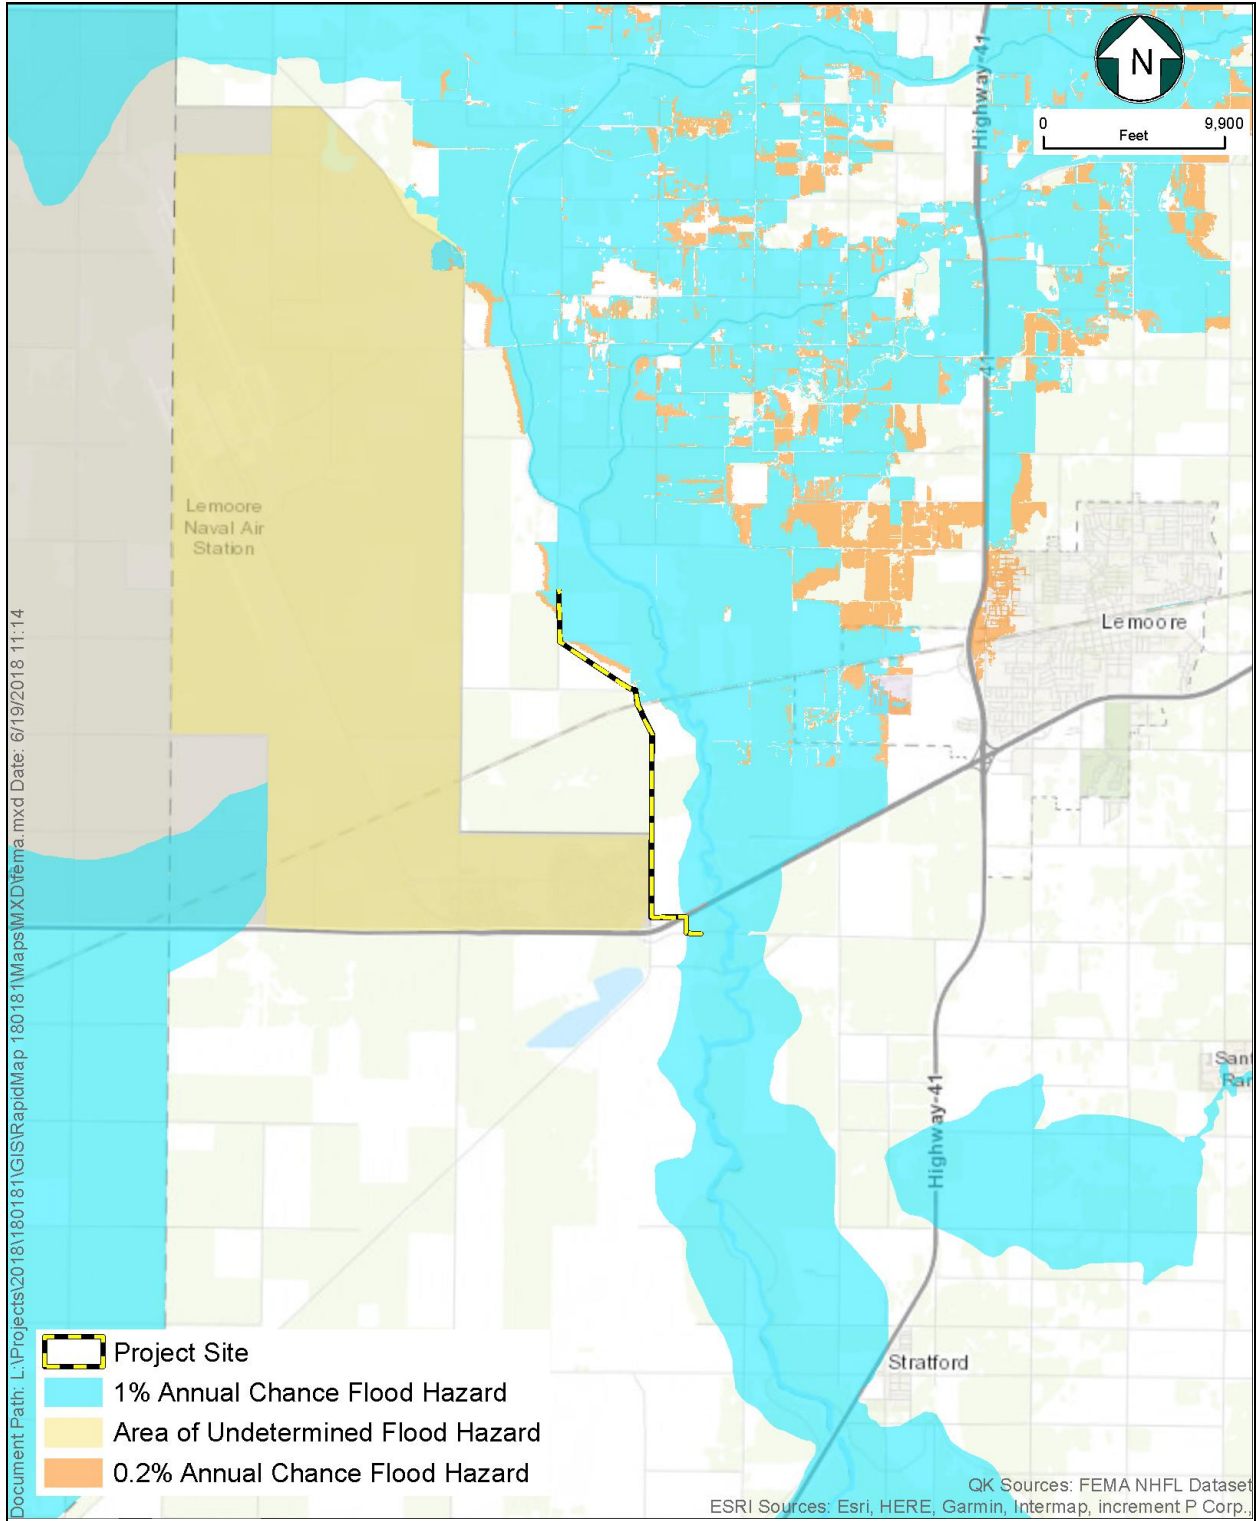 N
0 9,900
Feet
Highway-41
41
Lemoore
Naval Air
Station
Lemoore
Highway-41
Stratford
Project Site
1% Annual Chance Flood Hazard
Area of Undetermined Flood Hazard
0.2% Annual Chance Flood Hazard
QK Sources: FEMA NHFL Dataset
ESRI Sources: Esri, HERE, Garmin, Intermap, increment P Corp.,
Document Path: L:\Projects\2018\180181\GIS\RapidMap 180181\Maps\MXD\fema.mxd Date: 6/19/2018 11:14